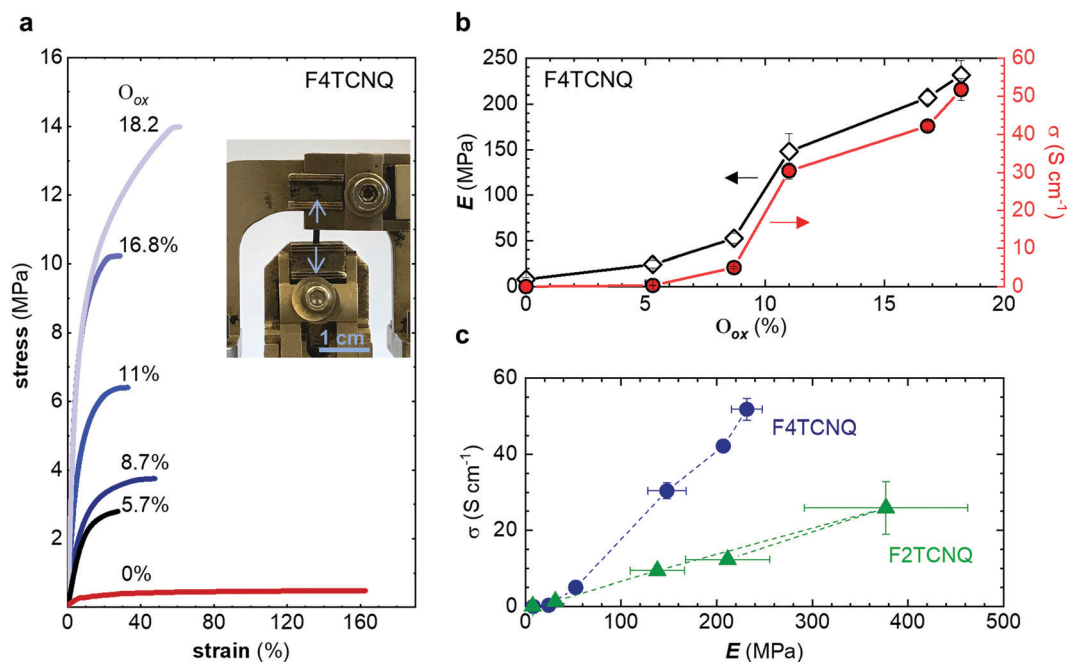 a
F4TCNQ
O_ox
18.2
16.8%
11%
8.7%
5.7%
0%
1 cm
stress (MPa)
16
14
12
10
8
6
4
2
0 40 80 120 160
strain (%)
b
F4TCNQ
E (MPa)
250
200
150
100
50
0
σ (S cm⁻¹)
60
50
40
30
20
10
0
0 5 10 15 20
O_ox (%)
c
F4TCNQ
F2TCNQ
σ (S cm⁻¹)
60
40
20
0
0 100 200 300 400 500
E (MPa)